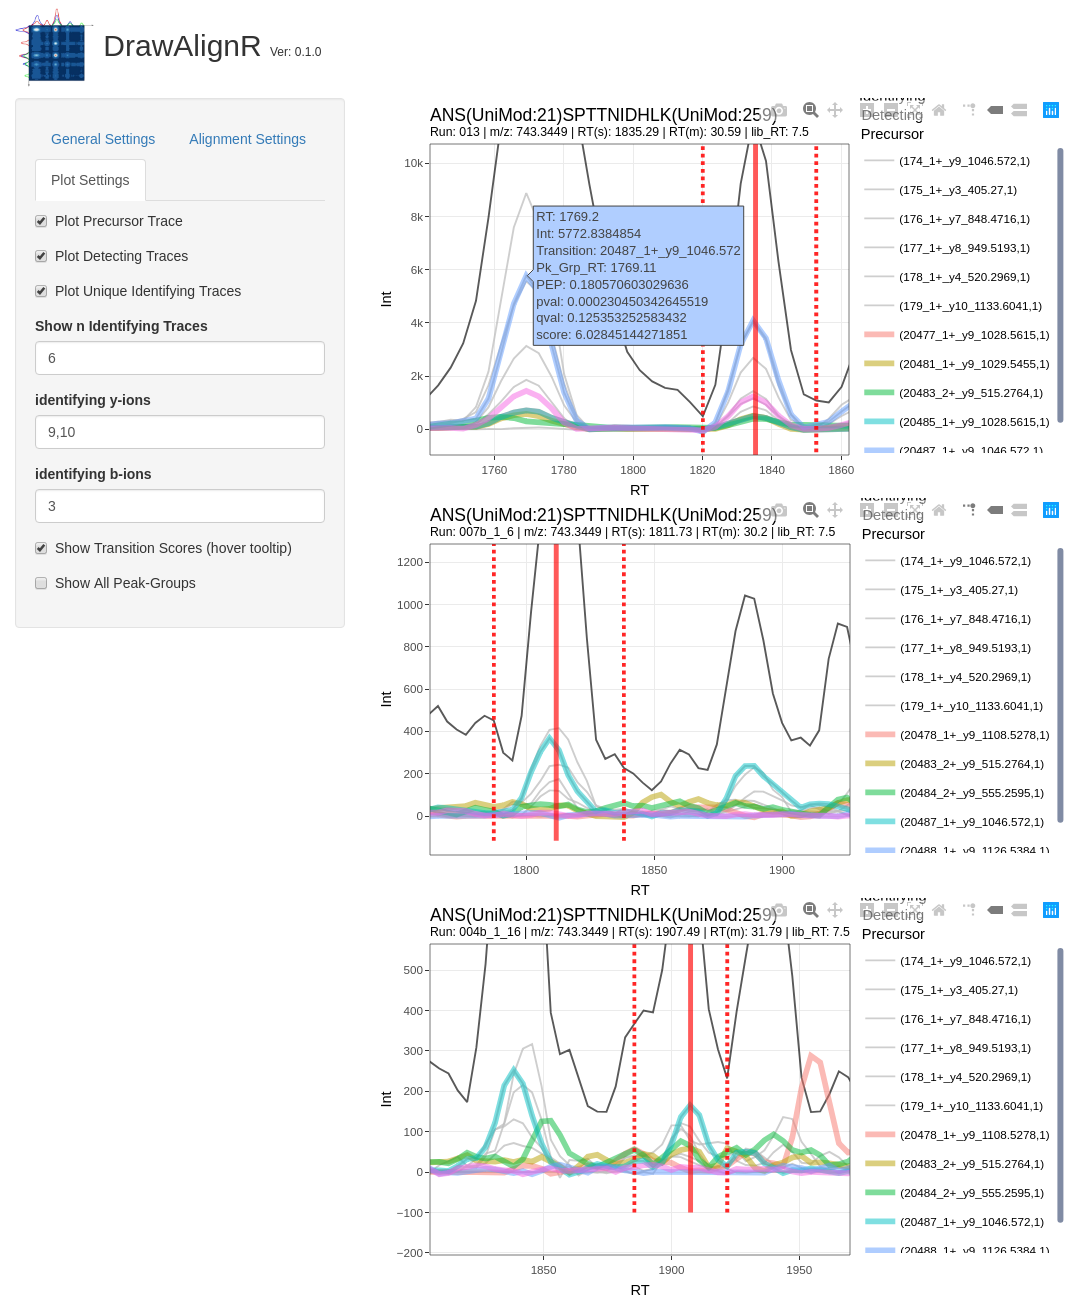 DrawAlignR Ver: 0.1.0
General Settings
Alignment Settings
Plot Settings
Plot Precursor Trace
Plot Detecting Traces
Plot Unique Identifying Traces
Show n Identifying Traces
6
identifying y-ions
9,10
identifying b-ions
3
Show Transition Scores (hover tooltip)
Show All Peak-Groups
ANS(UniMod:21)SPTTNIDHLK(UniMod:259)
Run: 013 | m/z: 743.3449 | RT(s): 1835.29 | RT(m): 30.59 | lib_RT: 7.5
10k
8k
6k
4k
2k
0
Int
RT: 1769.2
Int: 5772.8384854
Transition: 20487_1+_y9_1046.572
Pk_Grp_RT: 1769.11
PEP: 0.180570603029636
pval: 0.000230450342645519
qval: 0.125353252583432
score: 6.02845144271851
1760
1780
1800
1820
1840
1860
RT
Identifying
Detecting
Precursor
(174_1+_y9_1046.572,1)
(175_1+_y3_405.27,1)
(176_1+_y7_848.4716,1)
(177_1+_y8_949.5193,1)
(178_1+_y4_520.2969,1)
(179_1+_y10_1133.6041,1)
(20477_1+_y9_1028.5615,1)
(20481_1+_y9_1029.5455,1)
(20483_2+_y9_515.2764,1)
(20485_1+_y9_1028.5615,1)
(20487_1+_y9_1046.572,1)
ANS(UniMod:21)SPTTNIDHLK(UniMod:259)
Run: 007b_1_6 | m/z: 743.3449 | RT(s): 1811.73 | RT(m): 30.2 | lib_RT: 7.5
1200
1000
800
600
400
200
0
Int
1800
1850
1900
RT
Identifying
Detecting
Precursor
(174_1+_y9_1046.572,1)
(175_1+_y3_405.27,1)
(176_1+_y7_848.4716,1)
(177_1+_y8_949.5193,1)
(178_1+_y4_520.2969,1)
(179_1+_y10_1133.6041,1)
(20478_1+_y9_1108.5278,1)
(20483_2+_y9_515.2764,1)
(20484_2+_y9_555.2595,1)
(20487_1+_y9_1046.572,1)
(20488_1+_y9_1126.5384,1)
ANS(UniMod:21)SPTTNIDHLK(UniMod:259)
Run: 004b_1_16 | m/z: 743.3449 | RT(s): 1907.49 | RT(m): 31.79 | lib_RT: 7.5
500
400
300
200
100
0
−100
−200
Int
1850
1900
1950
RT
Identifying
Detecting
Precursor
(174_1+_y9_1046.572,1)
(175_1+_y3_405.27,1)
(176_1+_y7_848.4716,1)
(177_1+_y8_949.5193,1)
(178_1+_y4_520.2969,1)
(179_1+_y10_1133.6041,1)
(20478_1+_y9_1108.5278,1)
(20483_2+_y9_515.2764,1)
(20484_2+_y9_555.2595,1)
(20487_1+_y9_1046.572,1)
(20488_1+_y9_1126.5384,1)